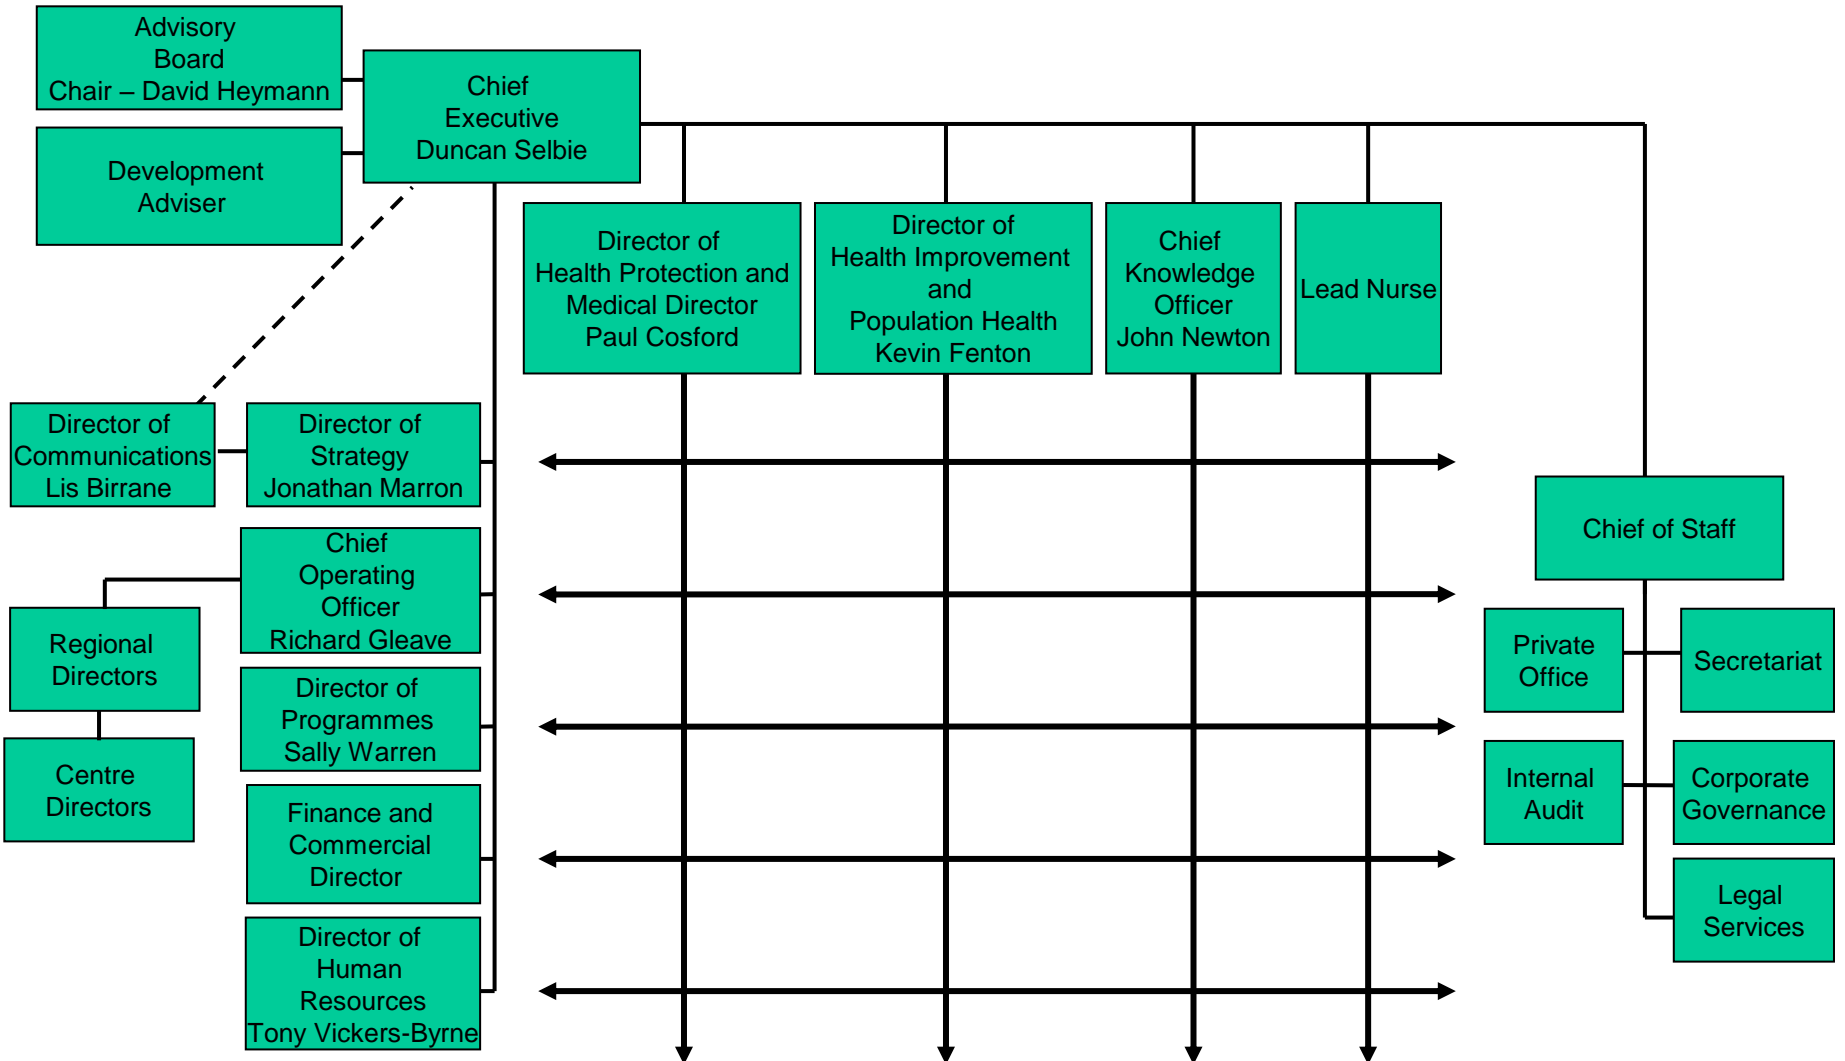 Advisory
Board
Chair – David Heymann
Chief
Executive
Duncan Selbie
Development
Adviser
Director of
Health Protection and
Medical Director
Paul Cosford
Director of
Health Improvement
and
Population Health
Kevin Fenton
Chief
Knowledge
Officer
John Newton
Lead Nurse
Director of
Communications
Lis Birrane
Director of
Strategy
Jonathan Marron
Chief
Operating
Officer
Richard Gleave
Regional
Directors
Centre
Directors
Director of
Programmes
Sally Warren
Finance and
Commercial
Director
Director of
Human
Resources
Tony Vickers-Byrne
Chief of Staff
Private
Office
Secretariat
Internal
Audit
Corporate
Governance
Legal
Services